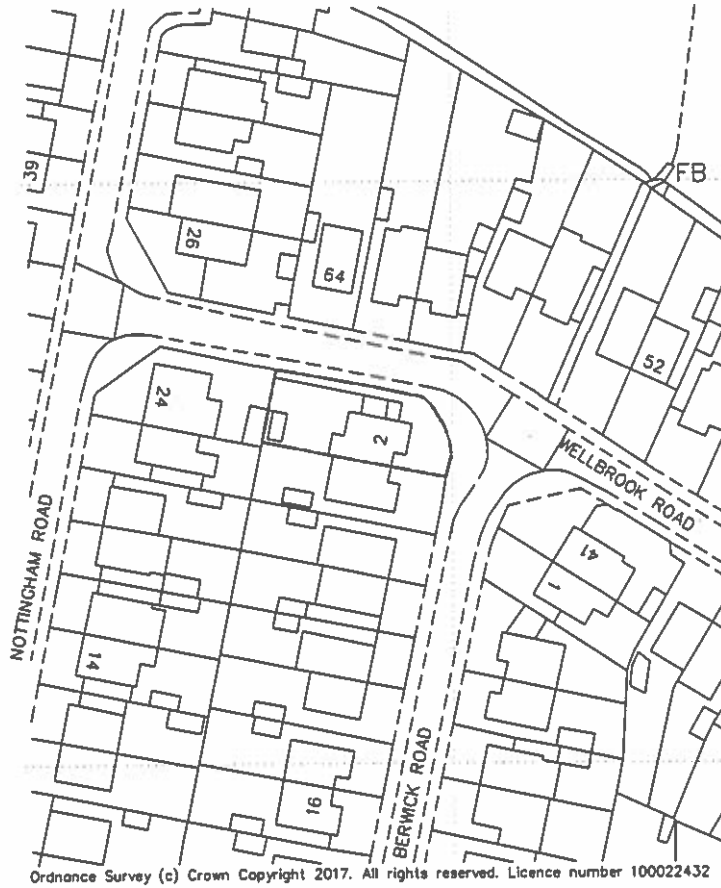 FB
39
26
64
52
24
2
WELLBROOK ROAD
41
1
NOTTINGHAM ROAD
14
16
BERWICK ROAD
Ordnance Survey (c) Crown Copyright 2017. All rights reserved. Licence number 100022432